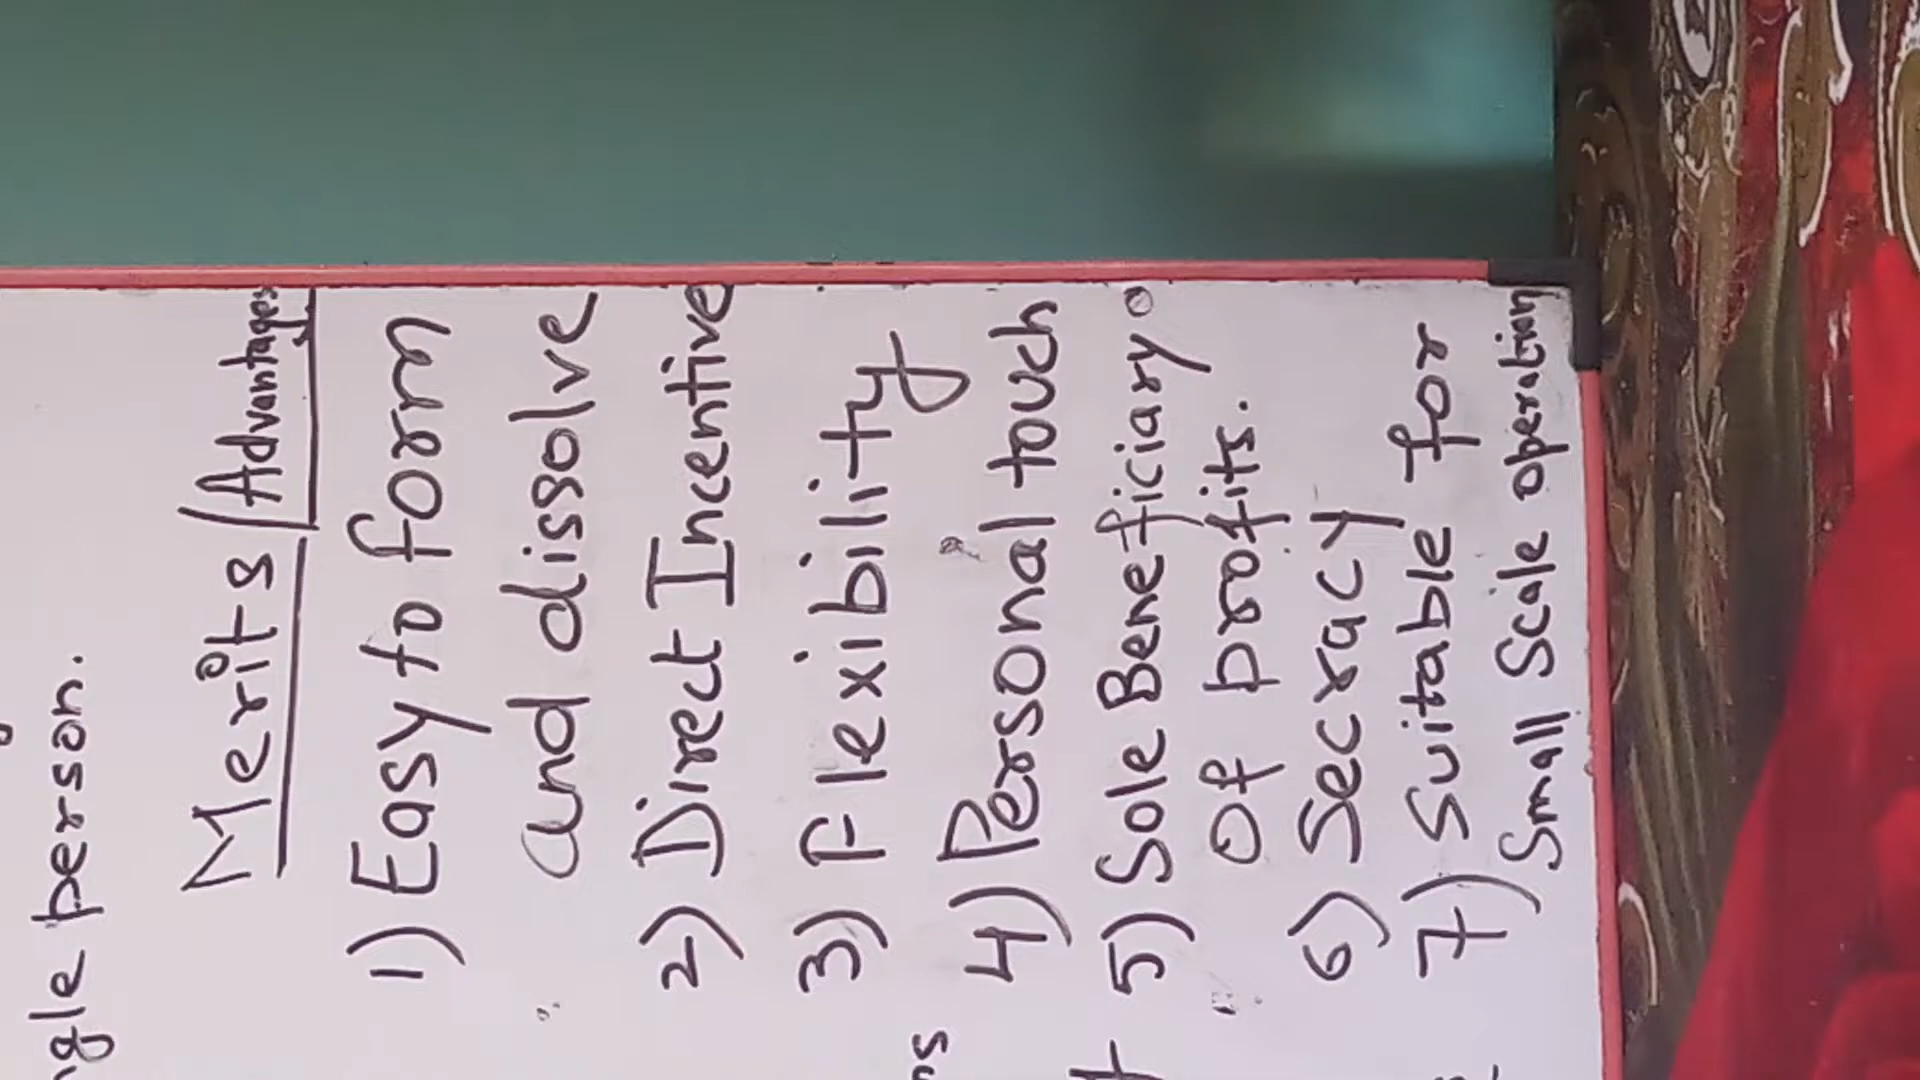 ngle person.
Merits/Advantages
1) Easy to form
and dissolve
2) Direct Incentive
3) Flexibility
4) Personal touch
5) Sole Beneficiary
of profits.
6) Secracy
7) Suitable for
Small Scale operation